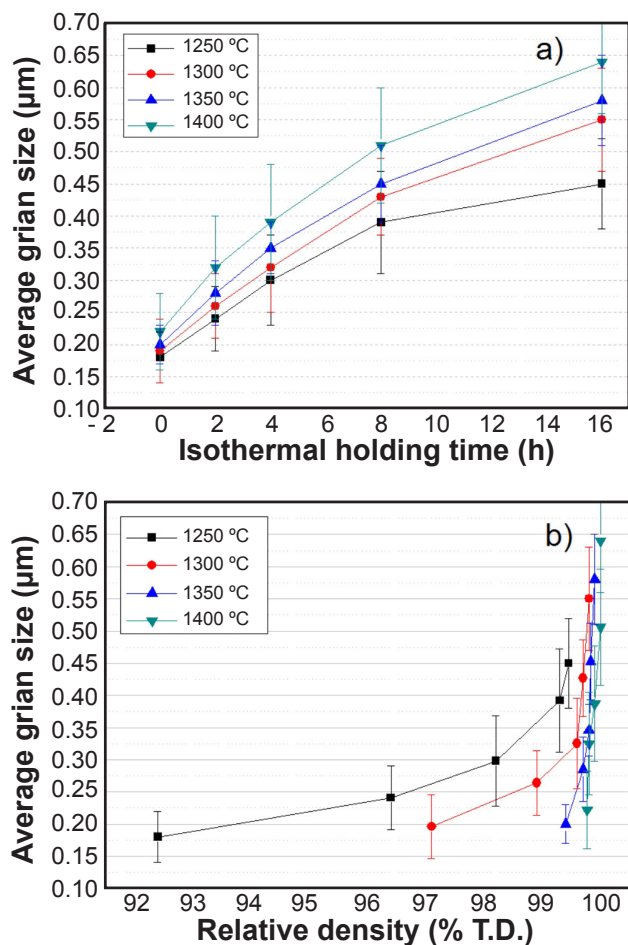 0.70
0.65
0.60
0.55
0.50
0.45
0.40
0.35
0.30
0.25
0.20
0.15
0.10
Average grian size (µm)
1250 ºC
1300 ºC
1350 ºC
1400 ºC
a)
- 2 0 2 4 6 8 10 12 14 16
Isothermal holding time (h)
0.70
0.65
0.60
0.55
0.50
0.45
0.40
0.35
0.30
0.25
0.20
0.15
0.10
Average grian size (µm)
1250 ºC
1300 ºC
1350 ºC
1400 ºC
b)
92 93 94 95 96 97 98 99 100
Relative density (% T.D.)